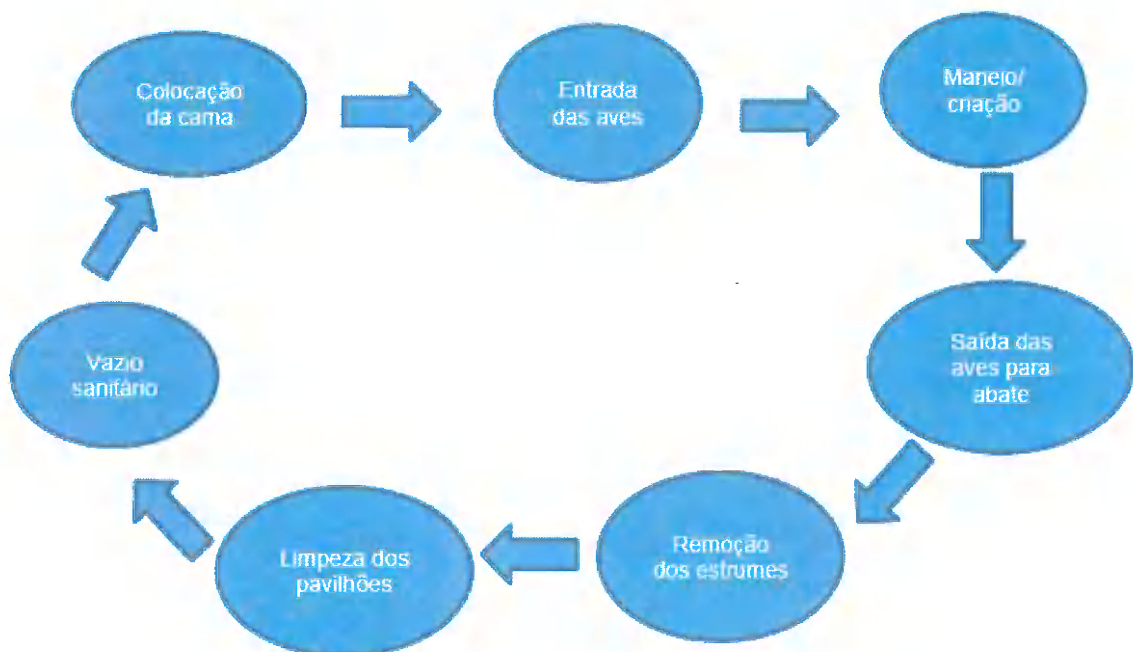 Colocação
da cama
Entrada
das aves
Maneio/
criação
Saída das
aves para
abate
Remoção
dos estrumes
Limpeza dos
pavilhões
Vazio
sanitário